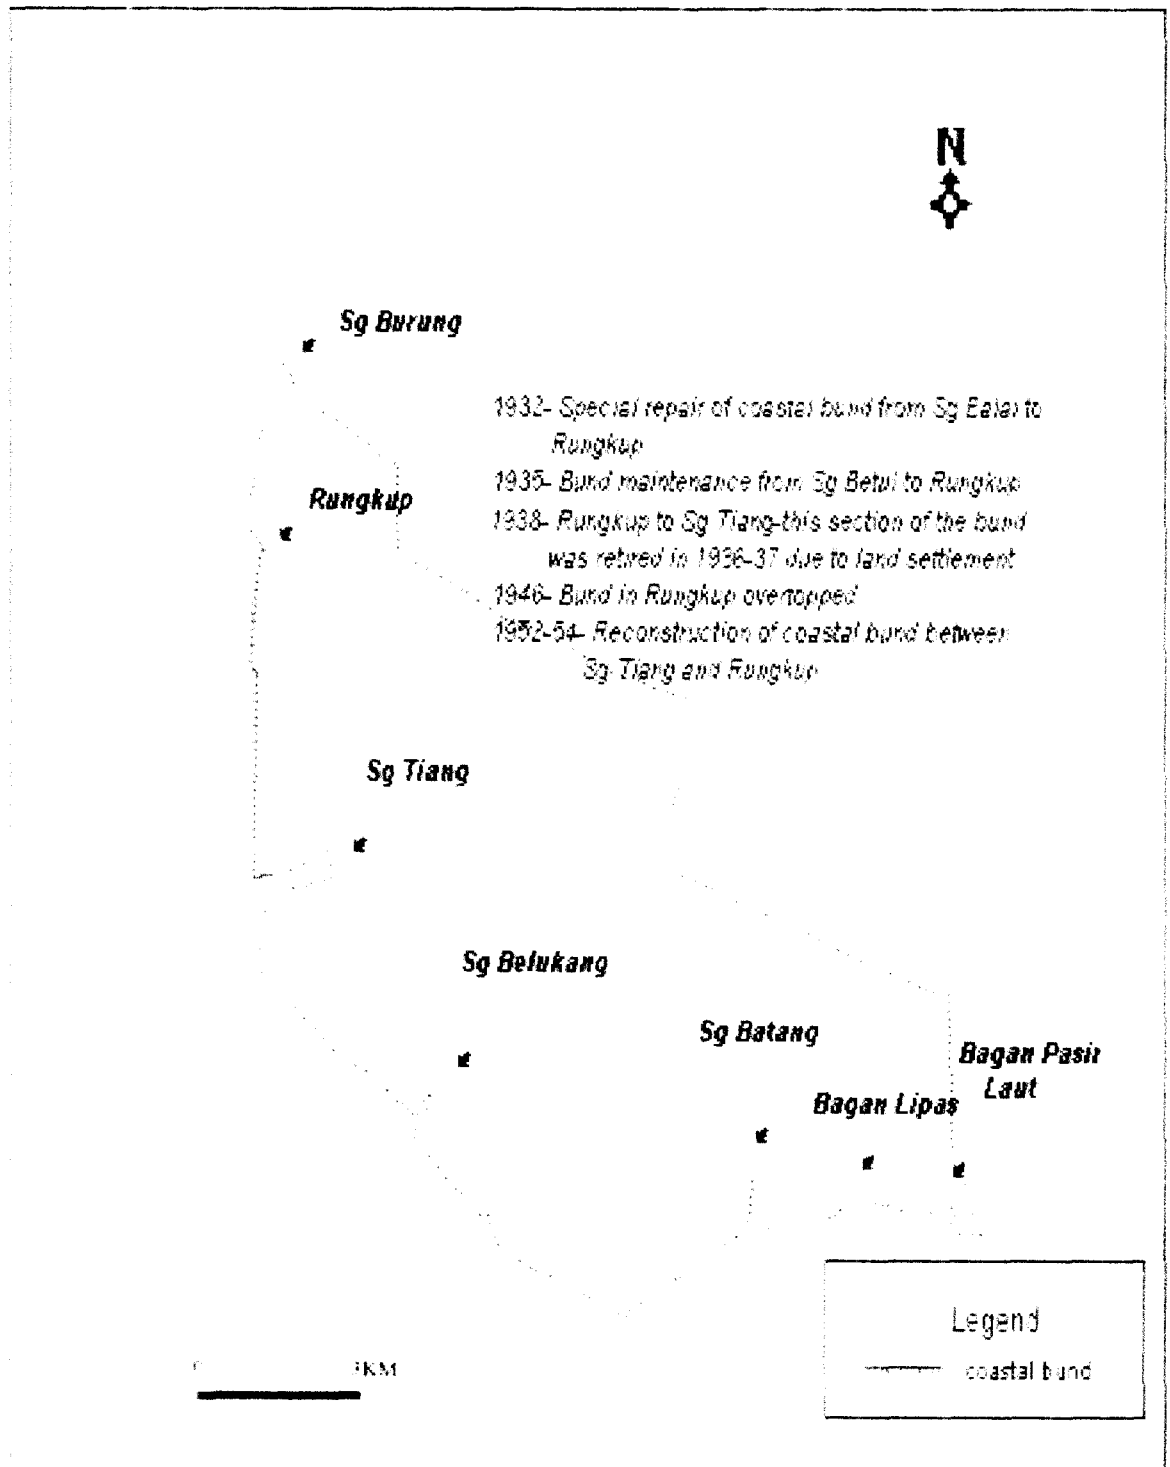 N
Sg Burung
1932- Special repair of coastal bund from Sg to
Rungkup
Rungkup
1935- Bund maintenance from Sg Betul to Rungkup
1938- Rungkup to Sg Tiang-this section of the bund
was retired in 1936-37 due to land settlement
1946- Bund in Rungkup overtopped
1952-54- Reconstruction of coastal bund between
Sg Tiang and Rungkup
Sg Tiang
Sg Belukang
Sg Batang
Bagan Pasir
Laut
Bagan Lipas
Legend
coastal bund
0 3KM